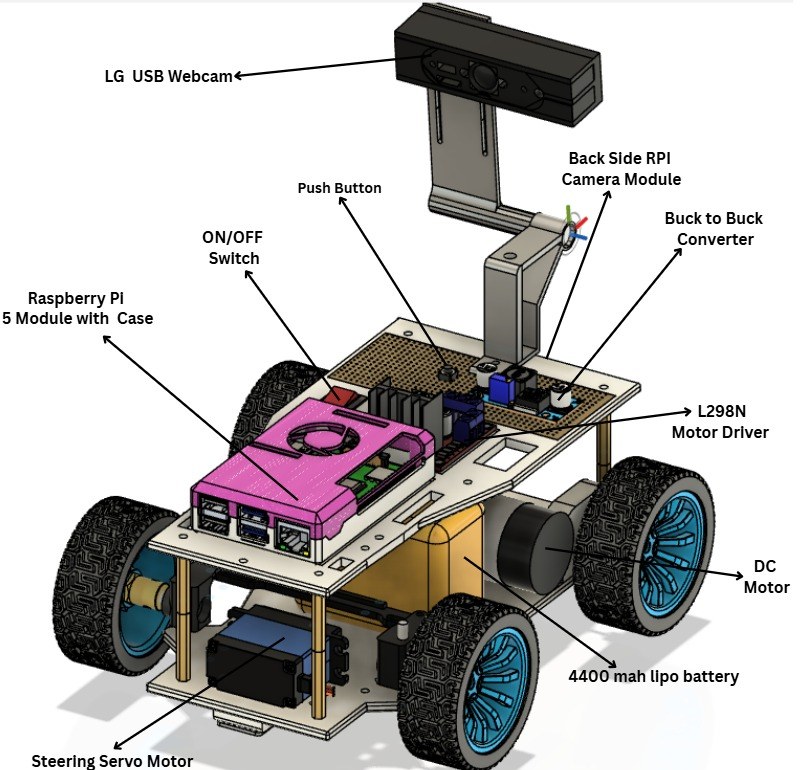 LG USB Webcam
Back Side RPI
Camera Module
Push Button
Buck to Buck
Converter
ON/OFF
Switch
Raspberry Pi
5 Module with Case
L298N
Motor Driver
DC
Motor
4400 mah lipo battery
Steering Servo Motor